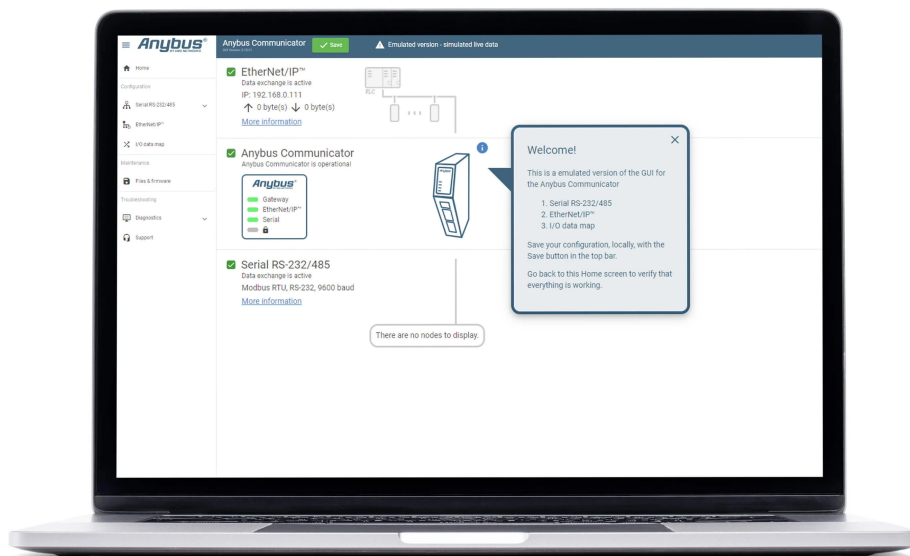 Anybus®
BY HMS NETWORKS
Anybus Communicator
Save
Emulated version - simulated live data
Home
Configuration
Serial RS-232/485
EtherNet/IP™
I/O data map
Maintenance
Files & firmware
Troubleshooting
Diagnostics
Support
EtherNet/IP™
Data exchange is active
IP: 192.168.0.111
0 byte(s) 0 byte(s)
More information
PLC
Anybus Communicator
Anybus Communicator is operational
Anybus®
Gateway
EtherNet/IP™
Serial
Anybus
Serial RS-232/485
Data exchange is active
Modbus RTU, RS-232, 9600 baud
More information
There are no nodes to display.
Welcome!
This is a emulated version of the GUI for
the Anybus Communicator
1. Serial RS-232/485
2. EtherNet/IP™
3. I/O data map
Save your configuration, locally, with the
Save button in the top bar.
Go back to this Home screen to verify that
everything is working.